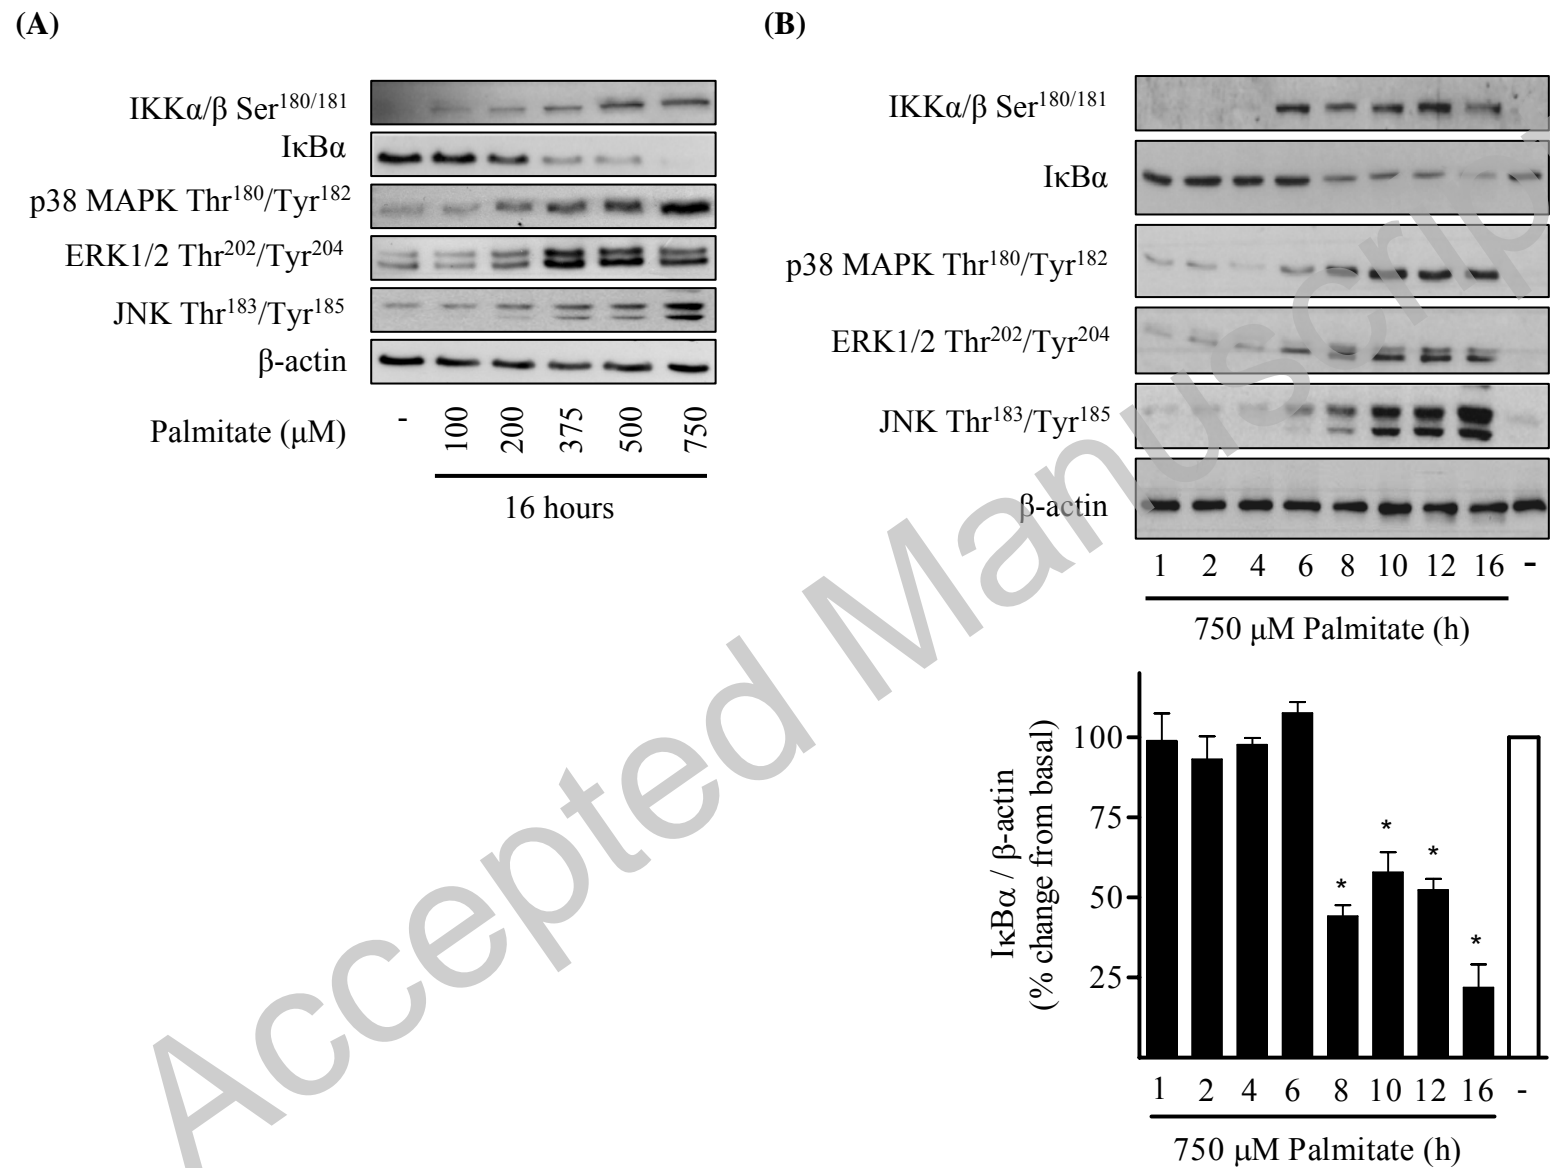 (A)
IKKα/β Ser180/181
IκBα
p38 MAPK Thr180/Tyr182
ERK1/2 Thr202/Tyr204
JNK Thr183/Tyr185
β-actin
Palmitate (μM)
- 100 200 375 500 750
16 hours
(B)
IKKα/β Ser180/181
IκBα
p38 MAPK Thr180/Tyr182
ERK1/2 Thr202/Tyr204
JNK Thr183/Tyr185
β-actin
1 2 4 6 8 10 12 16 -
750 μM Palmitate (h)
IκBα / β-actin
(% change from basal)
100
75
50
25
* * * *
1 2 4 6 8 10 12 16 -
750 μM Palmitate (h)
Accepted Manuscript